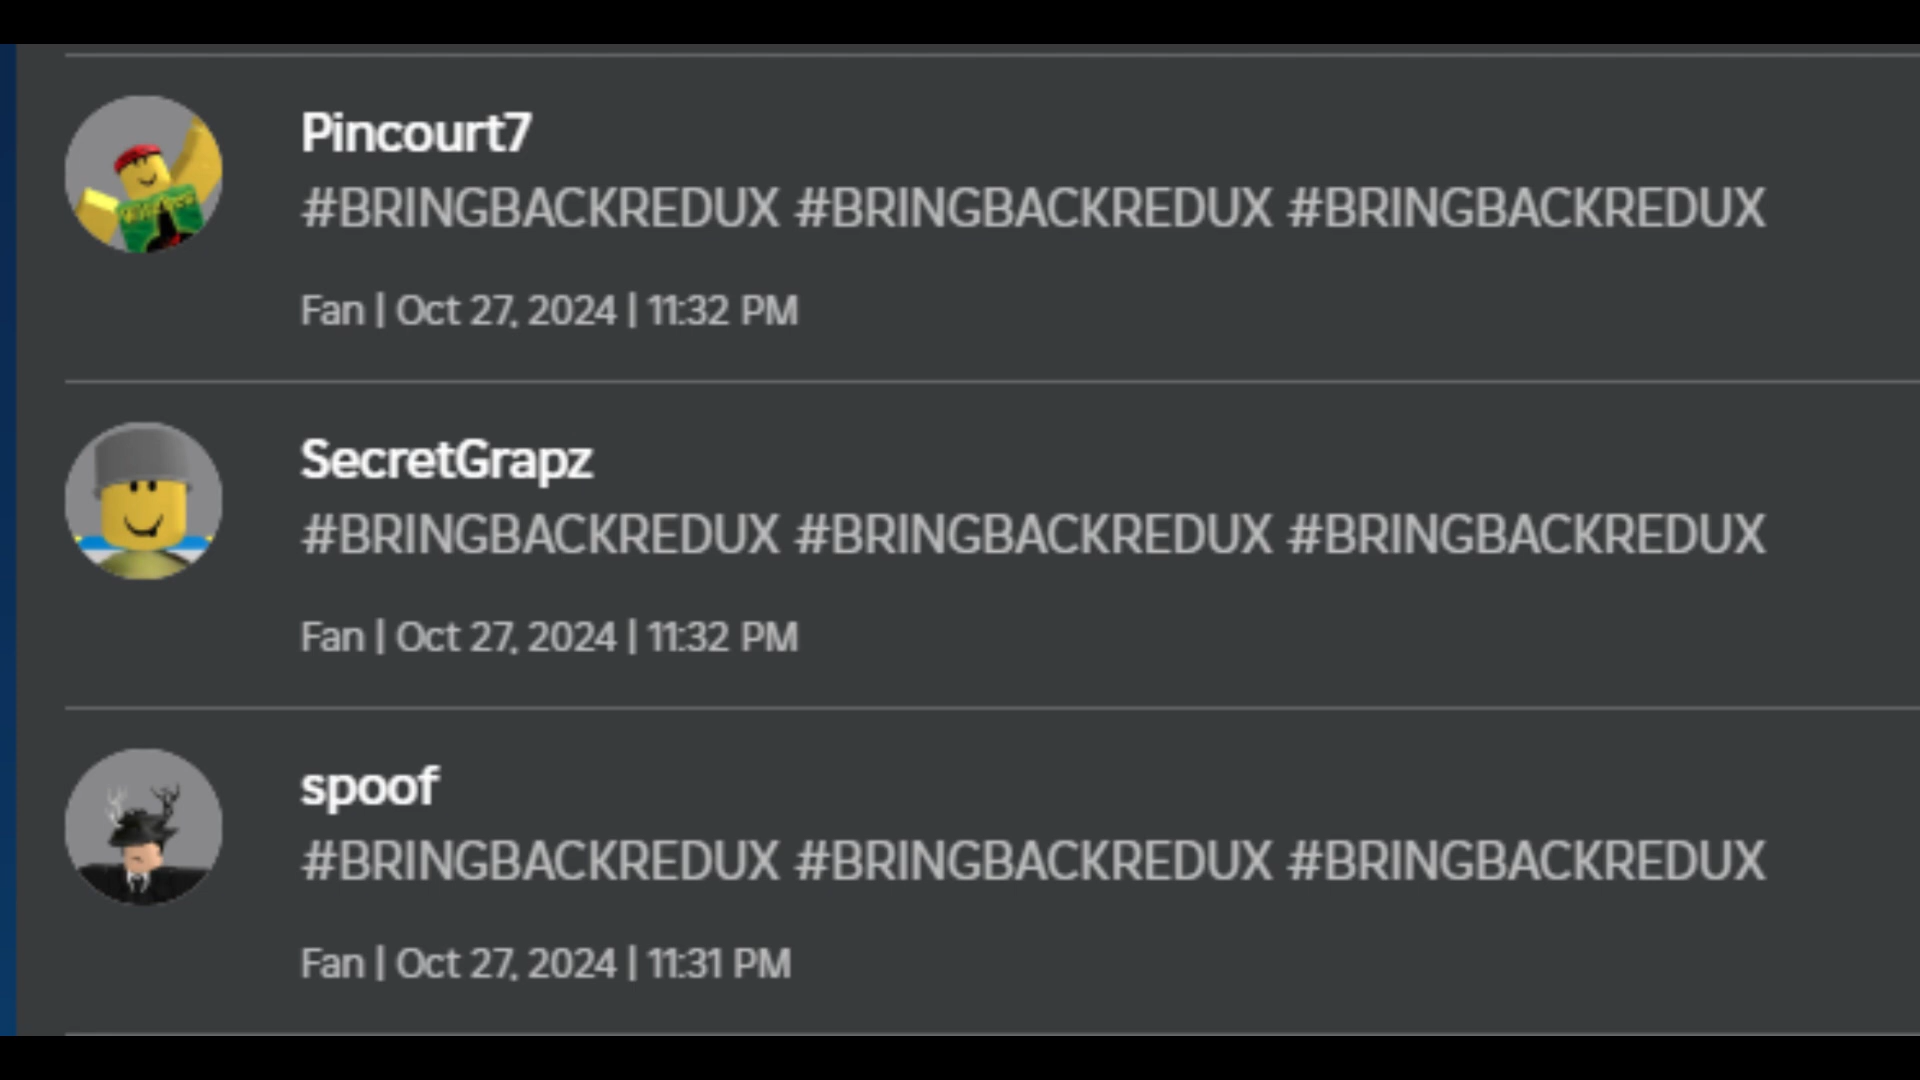 Pincourt7
#BRINGBACKREDUX #BRINGBACKREDUX #BRINGBACKREDUX
Fan | Oct 27, 2024 | 11:32 PM
SecretGrapz
#BRINGBACKREDUX #BRINGBACKREDUX #BRINGBACKREDUX
Fan | Oct 27, 2024 | 11:32 PM
spoof
#BRINGBACKREDUX #BRINGBACKREDUX #BRINGBACKREDUX
Fan | Oct 27, 2024 | 11:31 PM